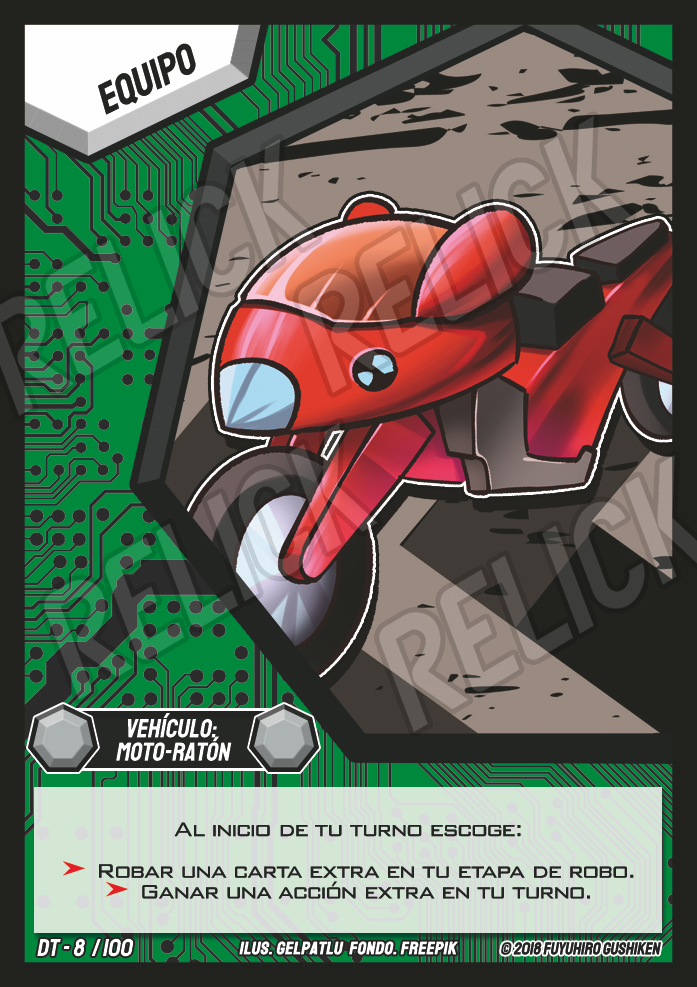 EQUIPO
RELICK
RELICK
RELICK
RELICK
RELICK
RELICK
VEHÍCULO:
MOTO-RATÓN
AL INICIO DE TU TURNO ESCOGE:
➤ ROBAR UNA CARTA EXTRA EN TU ETAPA DE ROBO.
➤ GANAR UNA ACCIÓN EXTRA EN TU TURNO.
DT - 8 /100
ILUS. GELPATLU FONDO. FREEPIK
©2018 FUYUHIRO GUSHIKEN